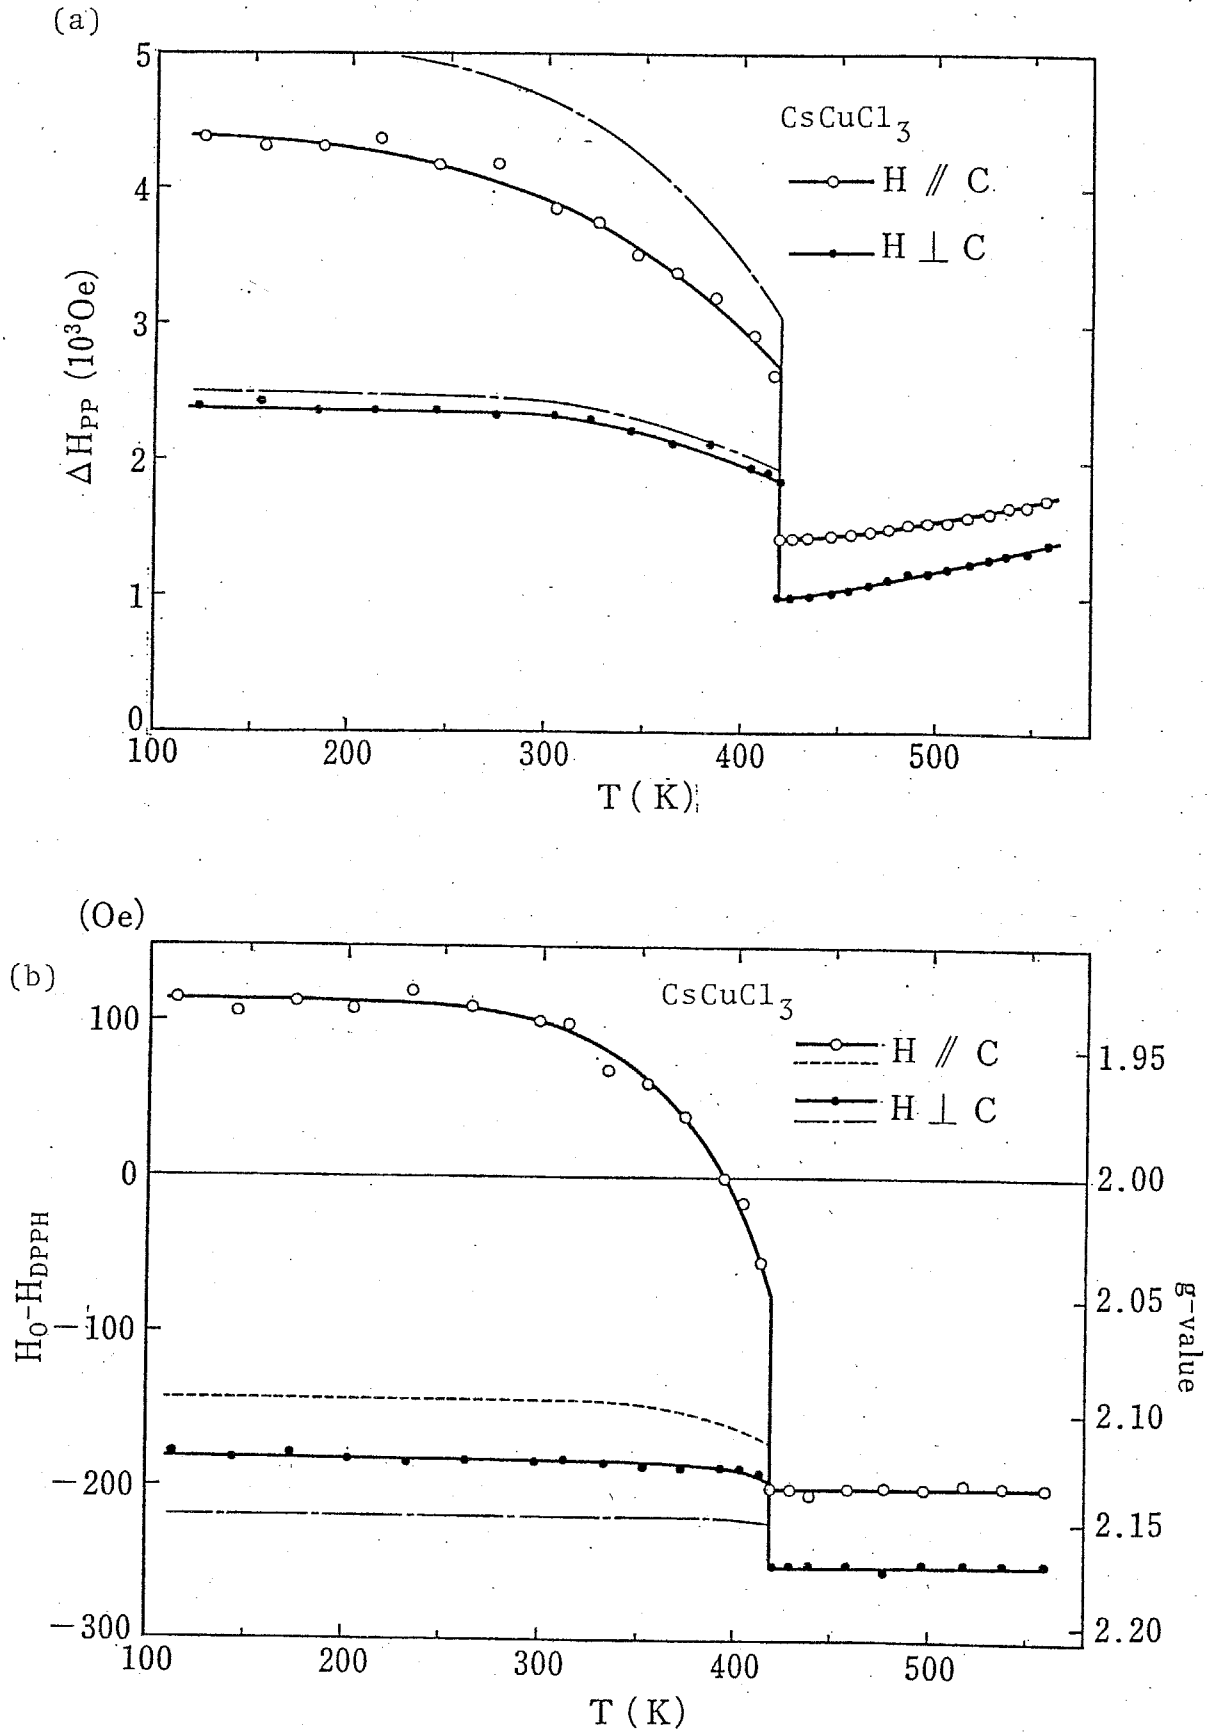 (a)
5
4
3
2
1
0
ΔHPP (10³Oe)
CsCuCl3
H // C
H ⊥ C
100 200 300 400 500
T ( K )
(Oe)
(b)
100
0
−100
−200
−300
H0-HDPPH
CsCuCl3
H // C
H ⊥ C
1.95
2.00
2.05
2.10
2.15
2.20
g-value
100 200 300 400 500
T ( K )